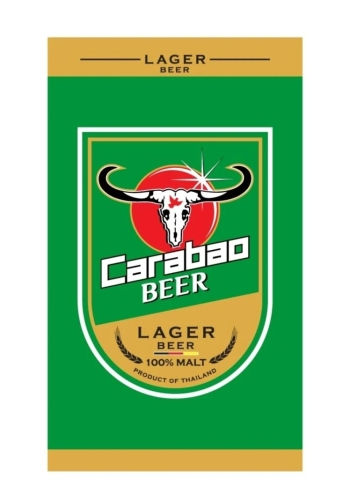 LAGER
BEER
Carabao
BEER
LAGER
BEER
100% MALT
PRODUCT OF THAILAND